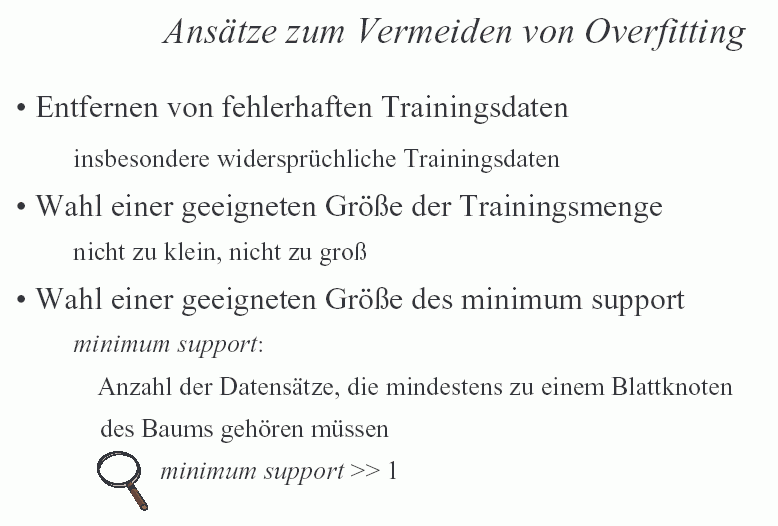 Ansätze zum Vermeiden von Overfitting
• Entfernen von fehlerhaften Trainingsdaten
insbesondere widersprüchliche Trainingsdaten
• Wahl einer geeigneten Größe der Trainingsmenge
nicht zu klein, nicht zu groß
• Wahl einer geeigneten Größe des minimum support
minimum support:
Anzahl der Datensätze, die mindestens zu einem Blattknoten
des Baums gehören müssen
minimum support >> 1